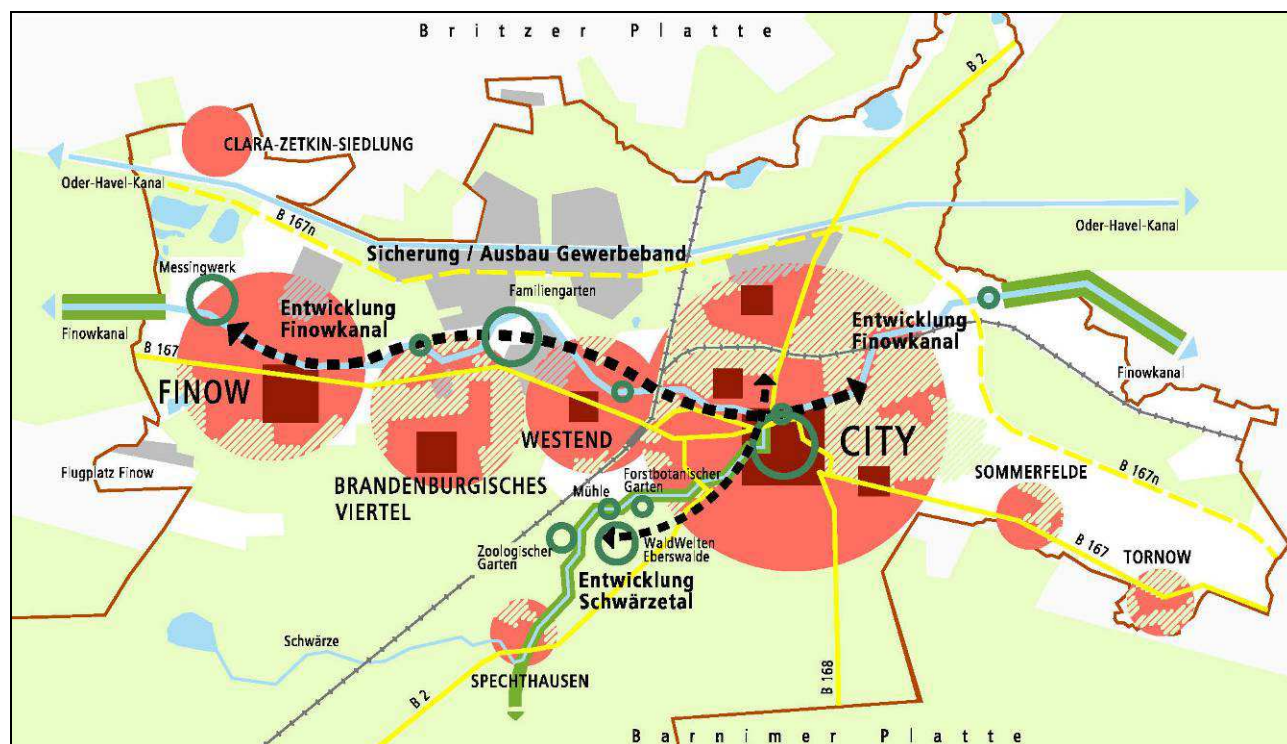 Britzer Platte
B 2
CLARA-ZETKIN-SIEDLUNG
Oder-Havel-Kanal
B 167n
Oder-Havel-Kanal
Sicherung / Ausbau Gewerbeband
Messingwerk
Familiengarten
Entwicklung
Finowkanal
Entwicklung
Finowkanal
Finowkanal
B 167
Finowkanal
FINOW
WESTEND
CITY
Flugplatz Finow
BRANDENBURGISCHES
VIERTEL
Mühle
Forstbotanischer
Garten
SOMMERFELDE
B 167n
Zoologischer
Garten
WaldWelten
Eberswalde
B 167
TORNOW
Entwicklung
Schwärzetal
Schwärze
SPECHTHAUSEN
B 2
B 168
Barnimer Platte